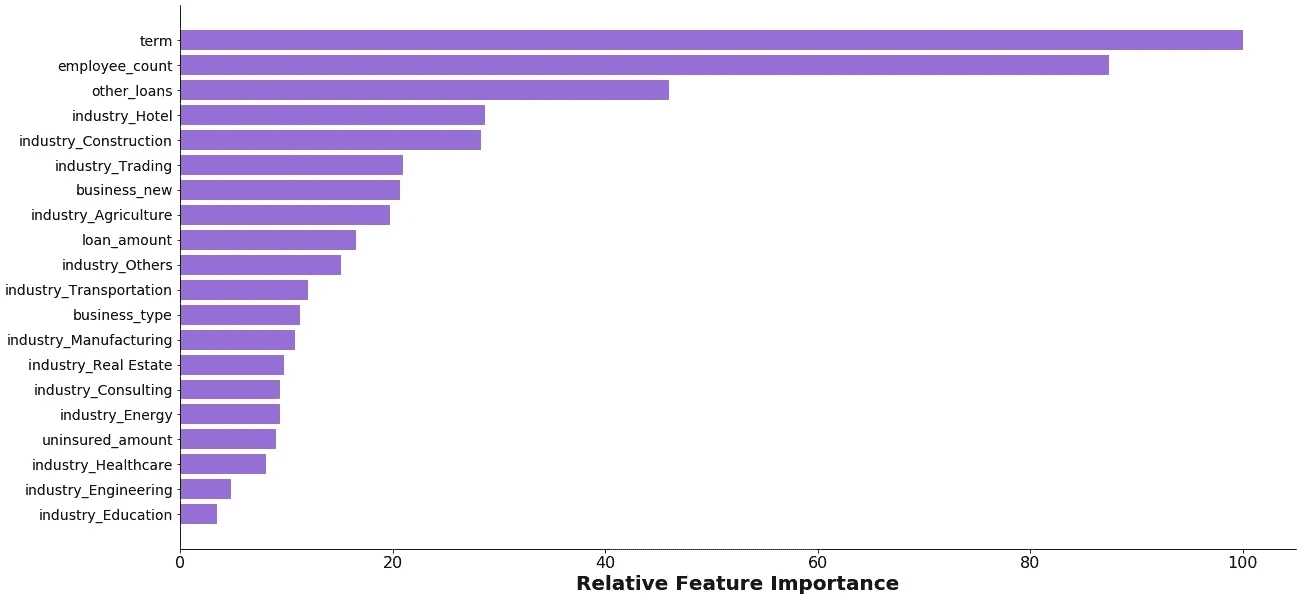 term
employee_count
other_loans
industry_Hotel
industry_Construction
industry_Trading
business_new
industry_Agriculture
loan_amount
industry_Others
industry_Transportation
business_type
industry_Manufacturing
industry_Real Estate
industry_Consulting
industry_Energy
uninsured_amount
industry_Healthcare
industry_Engineering
industry_Education
0 20 40 60 80 100
Relative Feature Importance